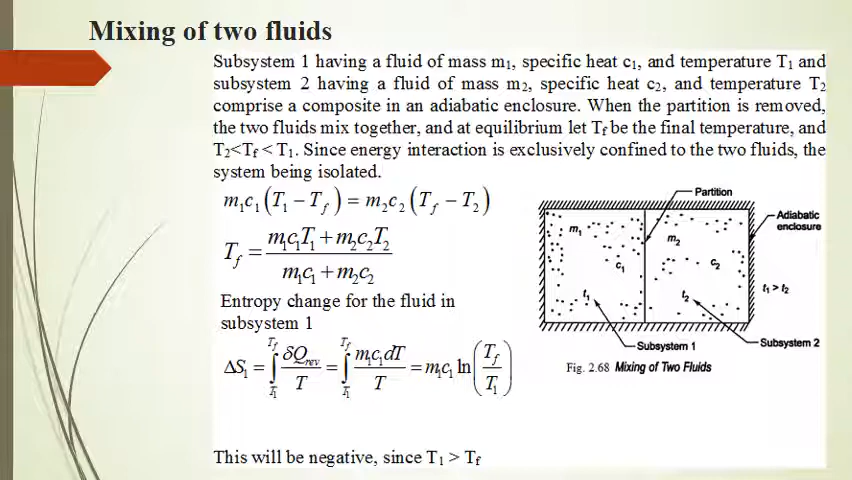 Mixing of two fluids
Subsystem 1 having a fluid of mass m₁, specific heat c₁, and temperature T₁ and
subsystem 2 having a fluid of mass m₂, specific heat c₂, and temperature T₂
comprise a composite in an adiabatic enclosure. When the partition is removed,
the two fluids mix together, and at equilibrium let T_f be the final temperature, and
T₂<T_f < T₁. Since energy interaction is exclusively confined to the two fluids, the
system being isolated.
m₁c₁(T₁ − T_f) = m₂c₂(T_f − T₂)
T_f = (m₁c₁T₁ + m₂c₂T₂) / (m₁c₁ + m₂c₂)
Entropy change for the fluid in
subsystem 1
ΔS₁ = ∫_{T₁}^{T_f} δQ_rev / T = ∫_{T₁}^{T_f} m₁c₁dT / T = m₁c₁ ln(T_f / T₁)
This will be negative, since T₁ > T_f
Partition
Adiabatic
enclosure
m₁
m₂
c₁
c₂
t₁
t₂
t₁ > t₂
Subsystem 1
Subsystem 2
Fig. 2.68 Mixing of Two Fluids